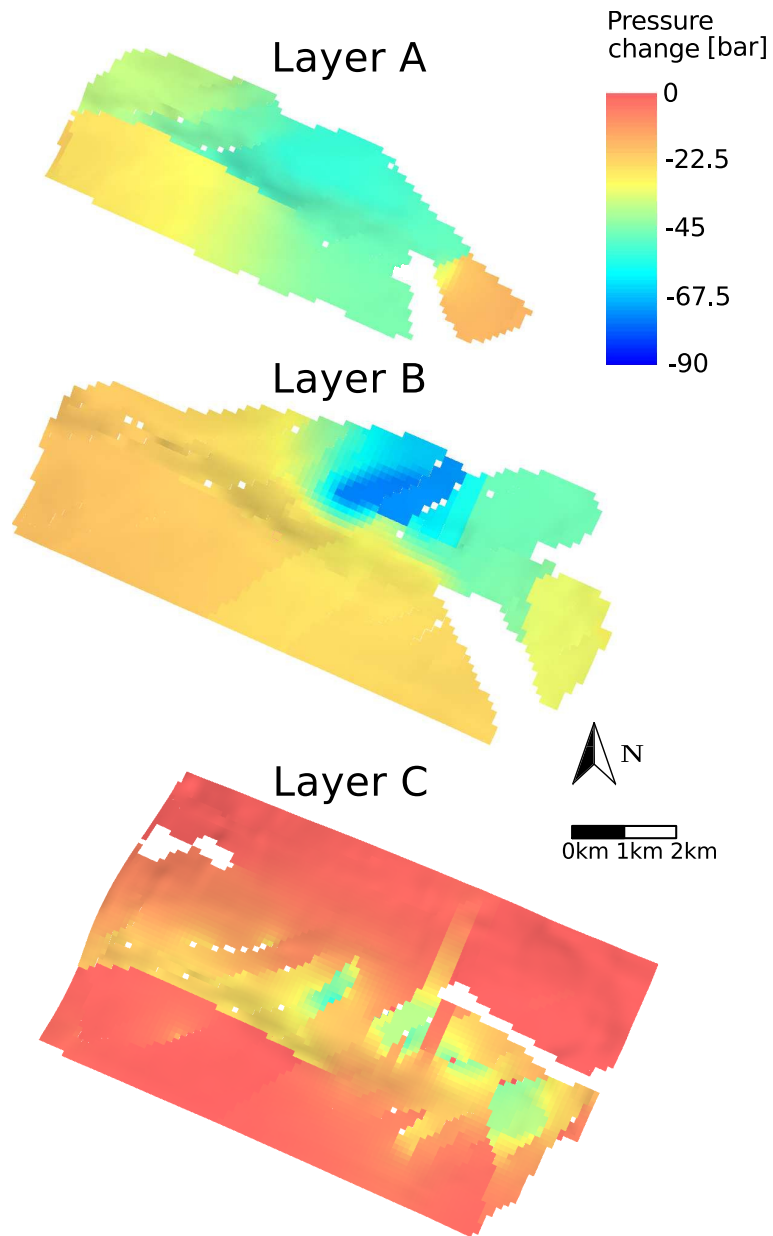 Layer A
Pressure
change [bar]
0
-22.5
-45
-67.5
-90
Layer B
Layer C
N
0km 1km 2km